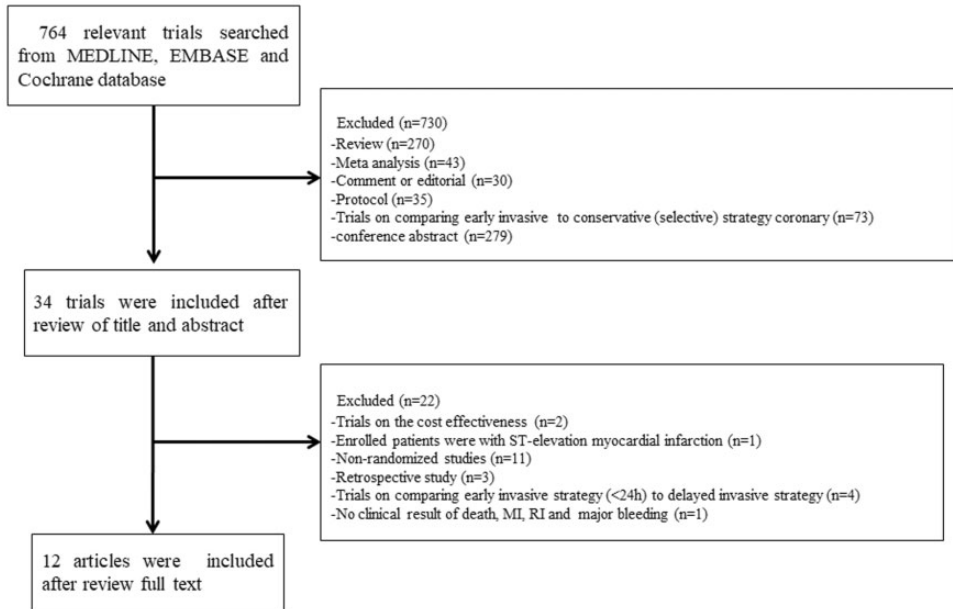 764 relevant trials searched
from MEDLINE, EMBASE and
Cochrane database
Excluded (n=730)
-Review (n=270)
-Meta analysis (n=43)
-Comment or editorial (n=30)
-Protocol (n=35)
-Trials on comparing early invasive to conservative (selective) strategy coronary (n=73)
-conference abstract (n=279)
34 trials were included after
review of title and abstract
Excluded (n=22)
-Trials on the cost effectiveness (n=2)
-Enrolled patients were with ST-elevation myocardial infarction (n=1)
-Non-randomized studies (n=11)
-Retrospective study (n=3)
-Trials on comparing early invasive strategy (<24h) to delayed invasive strategy (n=4)
-No clinical result of death, MI, RI and major bleeding (n=1)
12 articles were included
after review full text